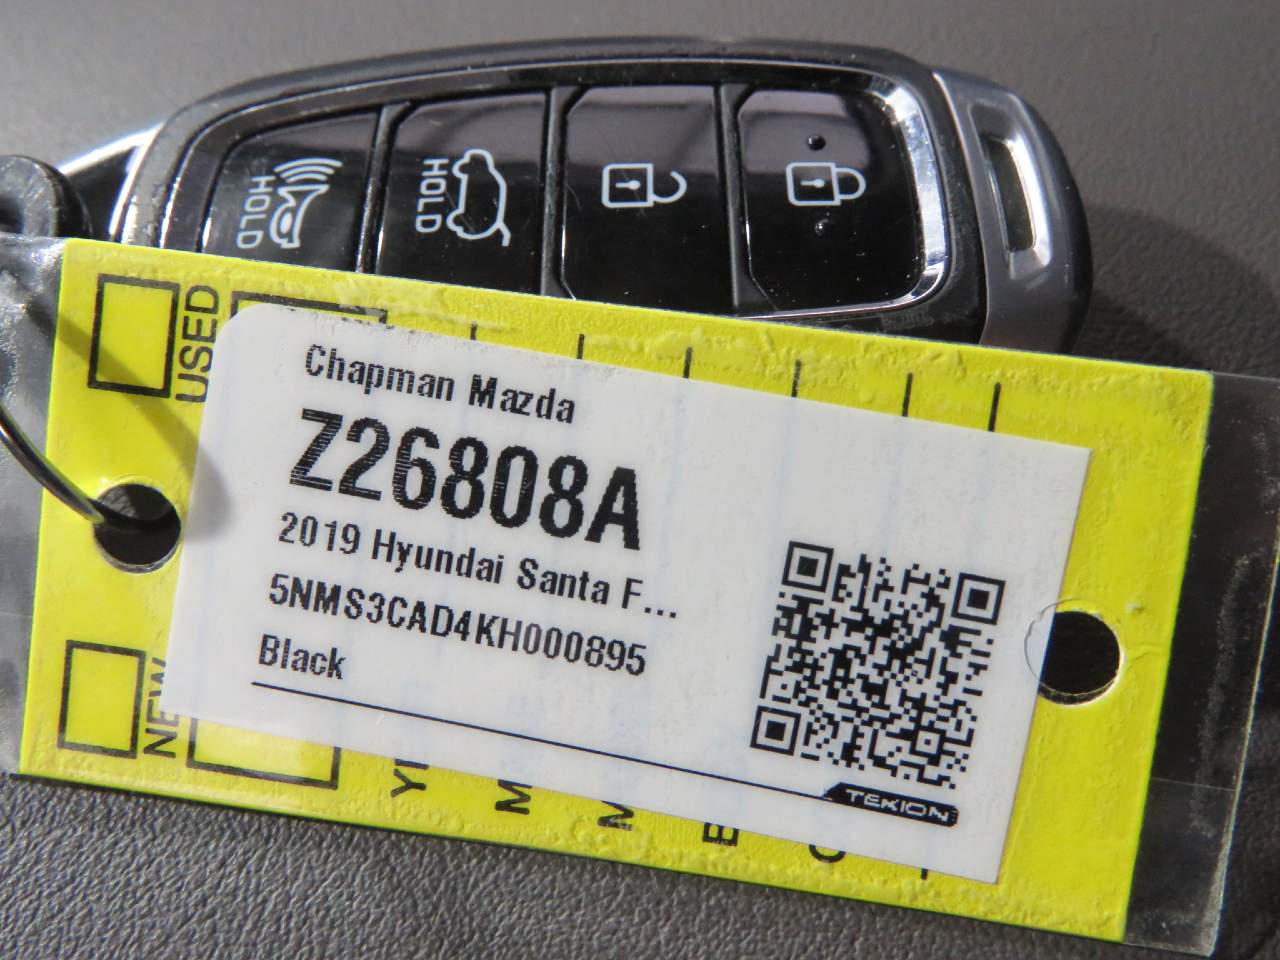 HOLD
HOLD
USED
Chapman Mazda
Z26808A
2019 Hyundai Santa F...
5NMS3CAD4KH000895
Black
NEW
TEKION